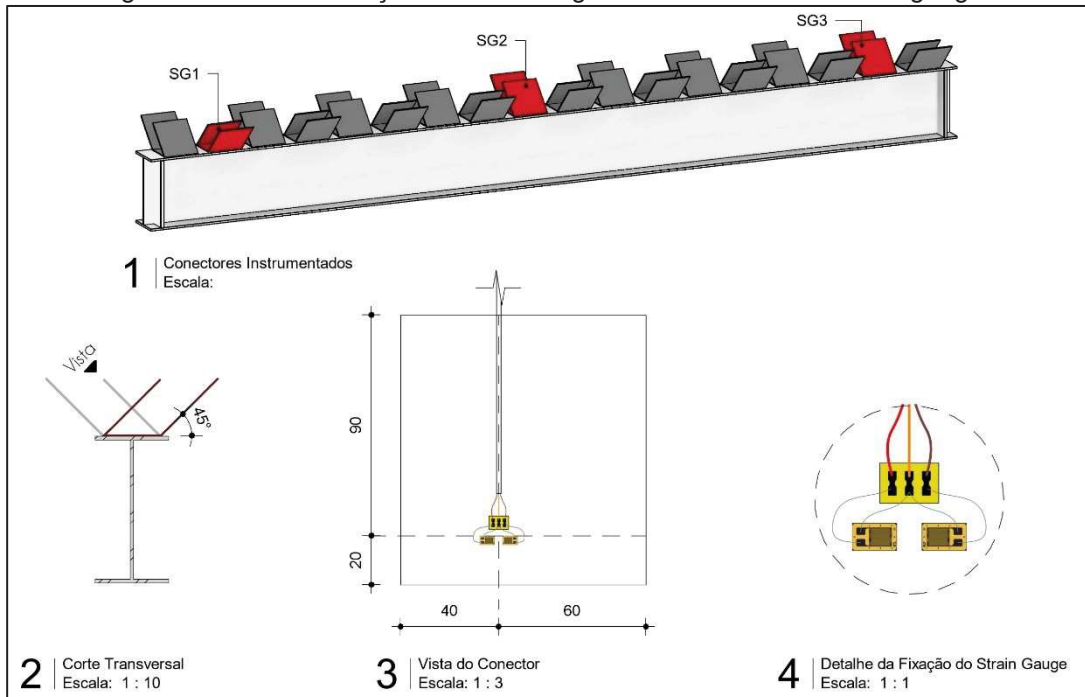 SG1
SG2
SG3
1 Conectores Instrumentados
Escala:
Vista
45°
90
20
40
60
2 Corte Transversal
Escala: 1 : 10
3 Vista do Conector
Escala: 1 : 3
4 Detalhe da Fixação do Strain Gauge
Escala: 1 : 1